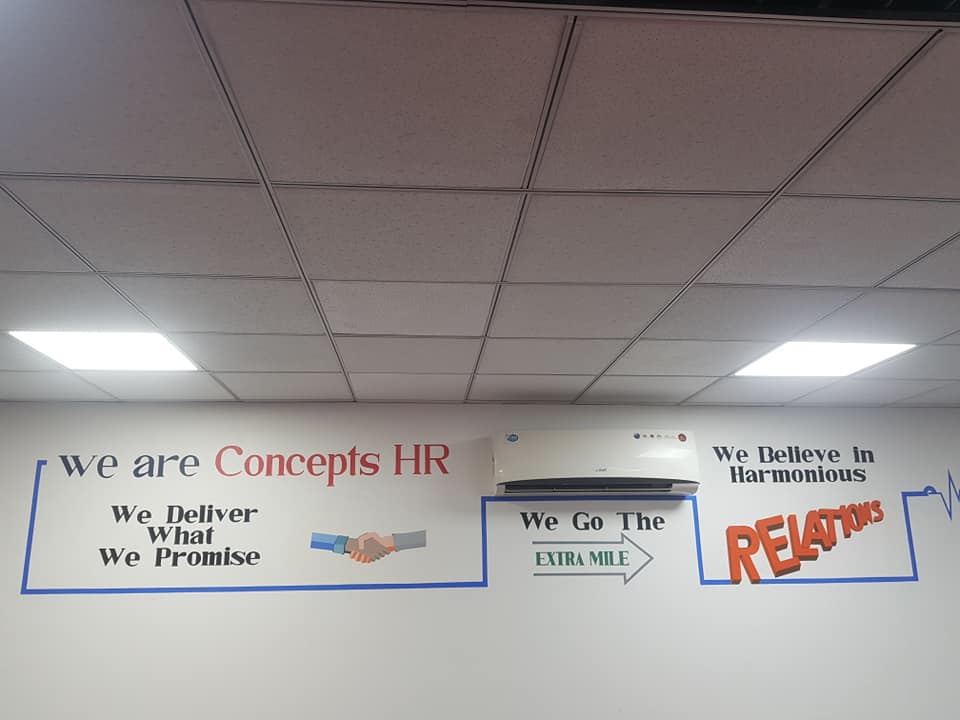 we are Concepts HR
We Deliver
What
We Promise
We Go The
EXTRA MILE
We Believe in
Harmonious
RELATIONS